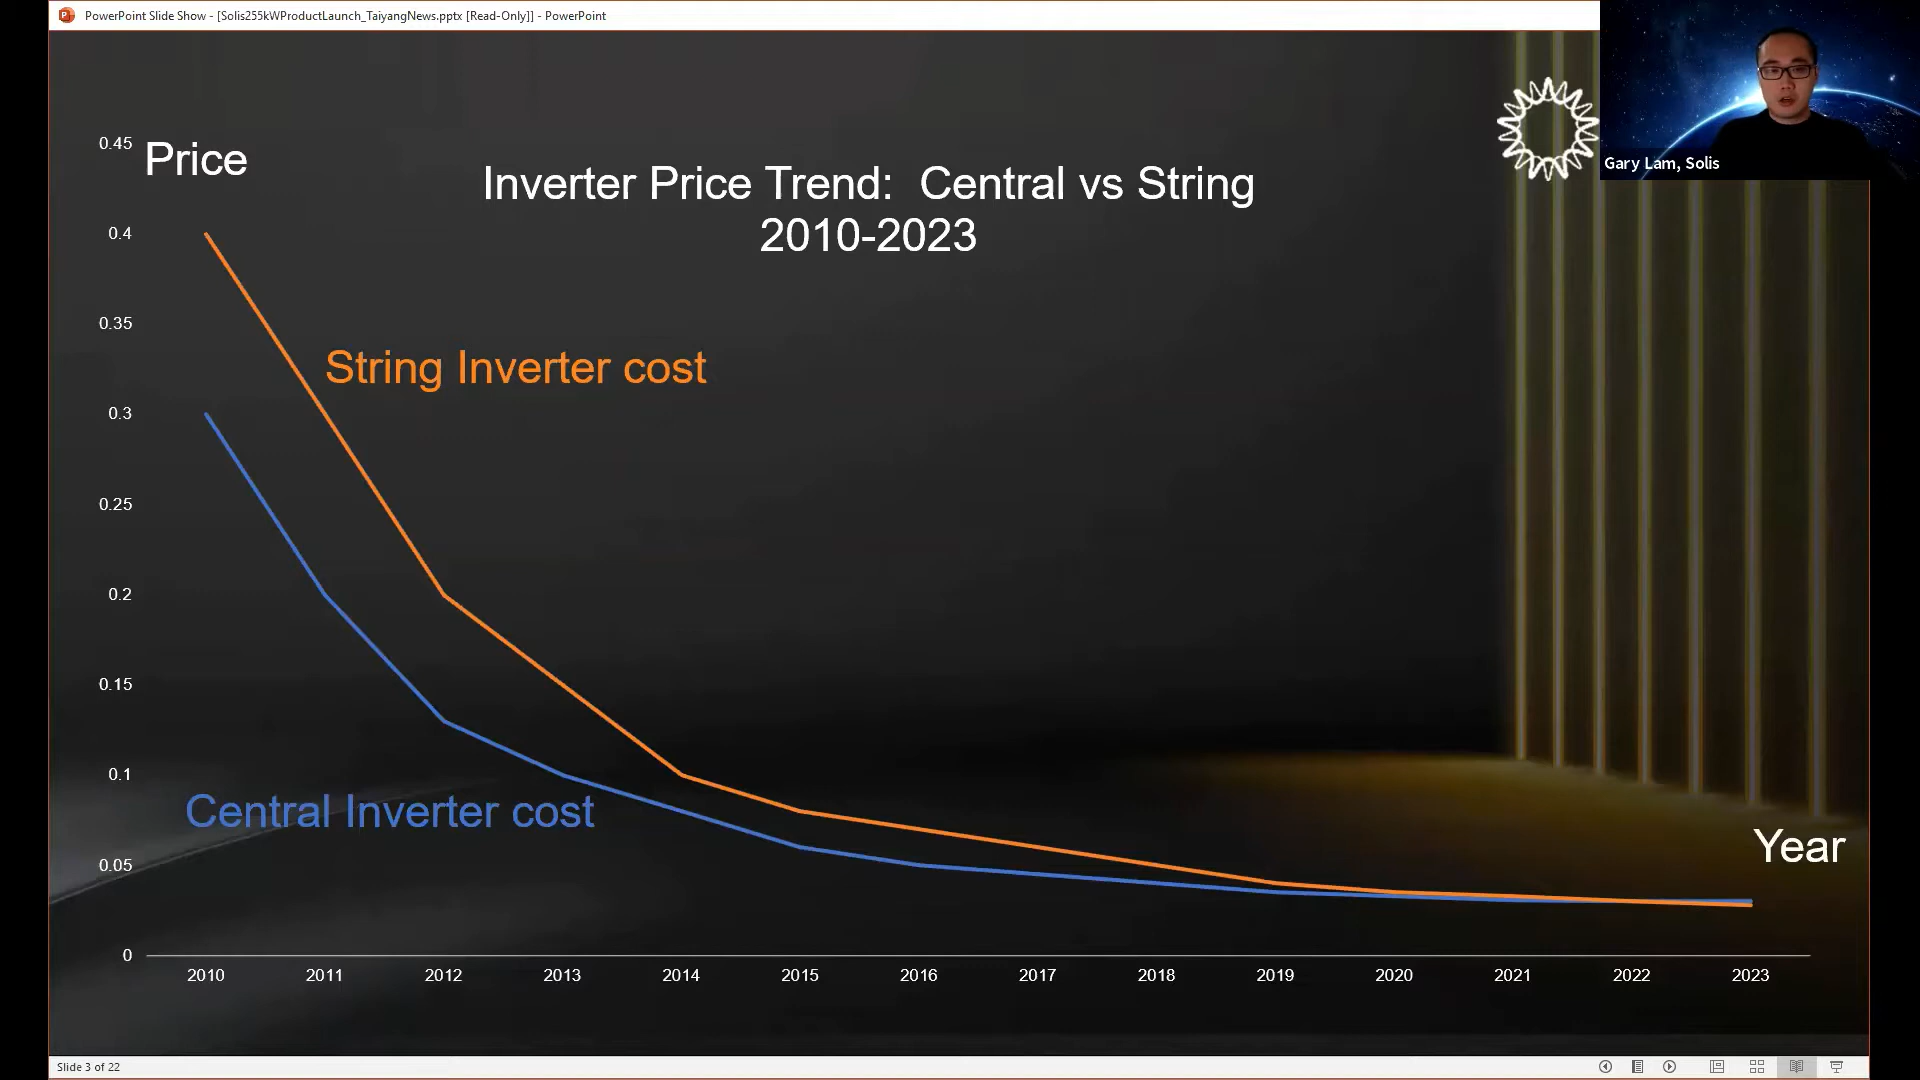 PowerPoint Slide Show - [Solis255kWProductLaunch_TaiyangNews.pptx [Read-Only]] - PowerPoint
Gary Lam, Solis
Price
Inverter Price Trend:  Central vs String
2010-2023
0.45
0.4
0.35
0.3
0.25
0.2
0.15
0.1
0.05
0
String Inverter cost
Central Inverter cost
Year
2010 2011 2012 2013 2014 2015 2016 2017 2018 2019 2020 2021 2022 2023
Slide 3 of 22